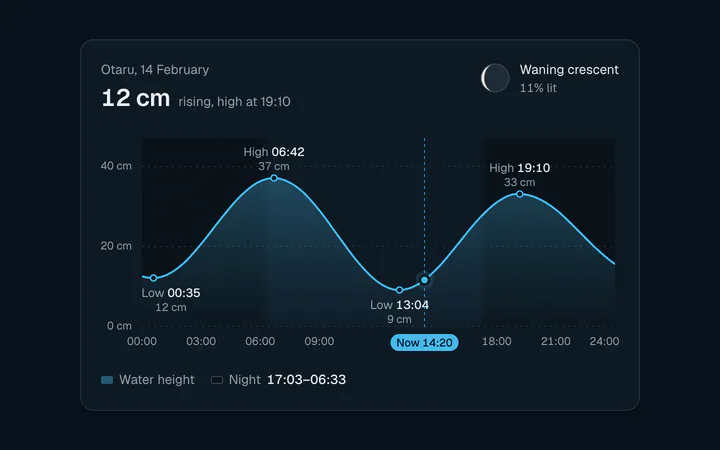 Otaru, 14 February
12 cm rising, high at 19:10
Waning crescent
11% lit
40 cm
20 cm
0 cm
High 06:42
37 cm
High 19:10
33 cm
Low 00:35
12 cm
Low 13:04
9 cm
00:00 03:00 06:00 09:00 Now 14:20 18:00 21:00 24:00
Water height Night 17:03–06:33